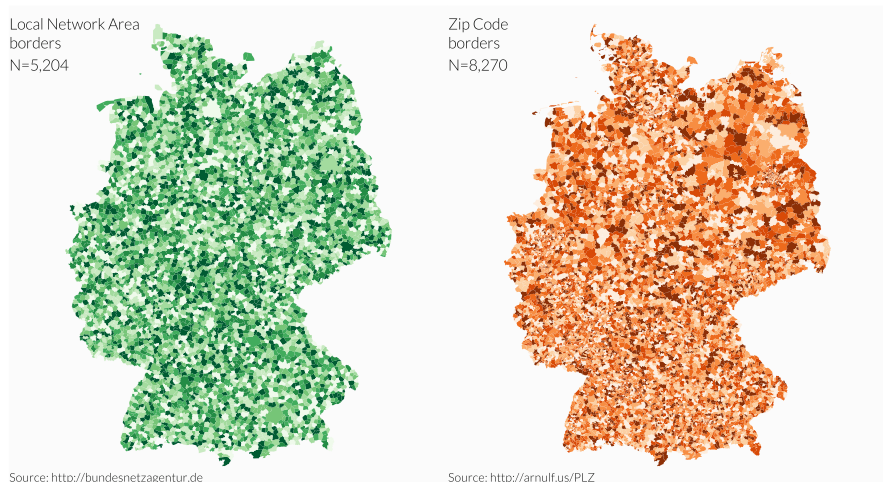 Local Network Area
borders
N=5,204
Zip Code
borders
N=8,270
Source: http://bundesnetzagentur.de
Source: http://arnulf.us/PLZ